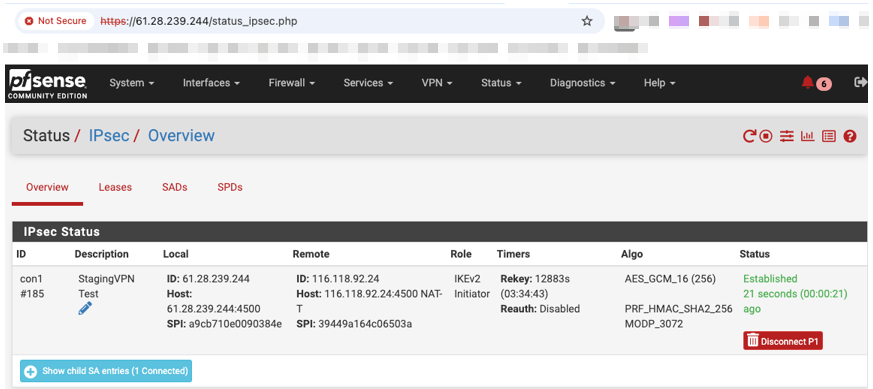 Not Secure https://61.28.239.244/status_ipsec.php
pfsense System Interfaces Firewall Services VPN Status Diagnostics Help 6
COMMUNITY EDITION
Status / IPsec / Overview
Overview Leases SADs SPDs
IPsec Status
ID Description Local Remote Role Timers Algo Status
con1 StagingVPN ID: 61.28.239.244 ID: 116.118.92.24 IKEv2 Rekey: 12883s AES_GCM_16 (256) Established
#185 Test Host: Host: 116.118.92.24:4500 NAT- Initiator (03:34:43) 21 seconds (00:00:21)
61.28.239.244:4500 T Reauth: Disabled PRF_HMAC_SHA2_256 ago
SPI: a9cb710e0090384e SPI: 39449a164c06503a MODP_3072
Disconnect P1
Show child SA entries (1 Connected)